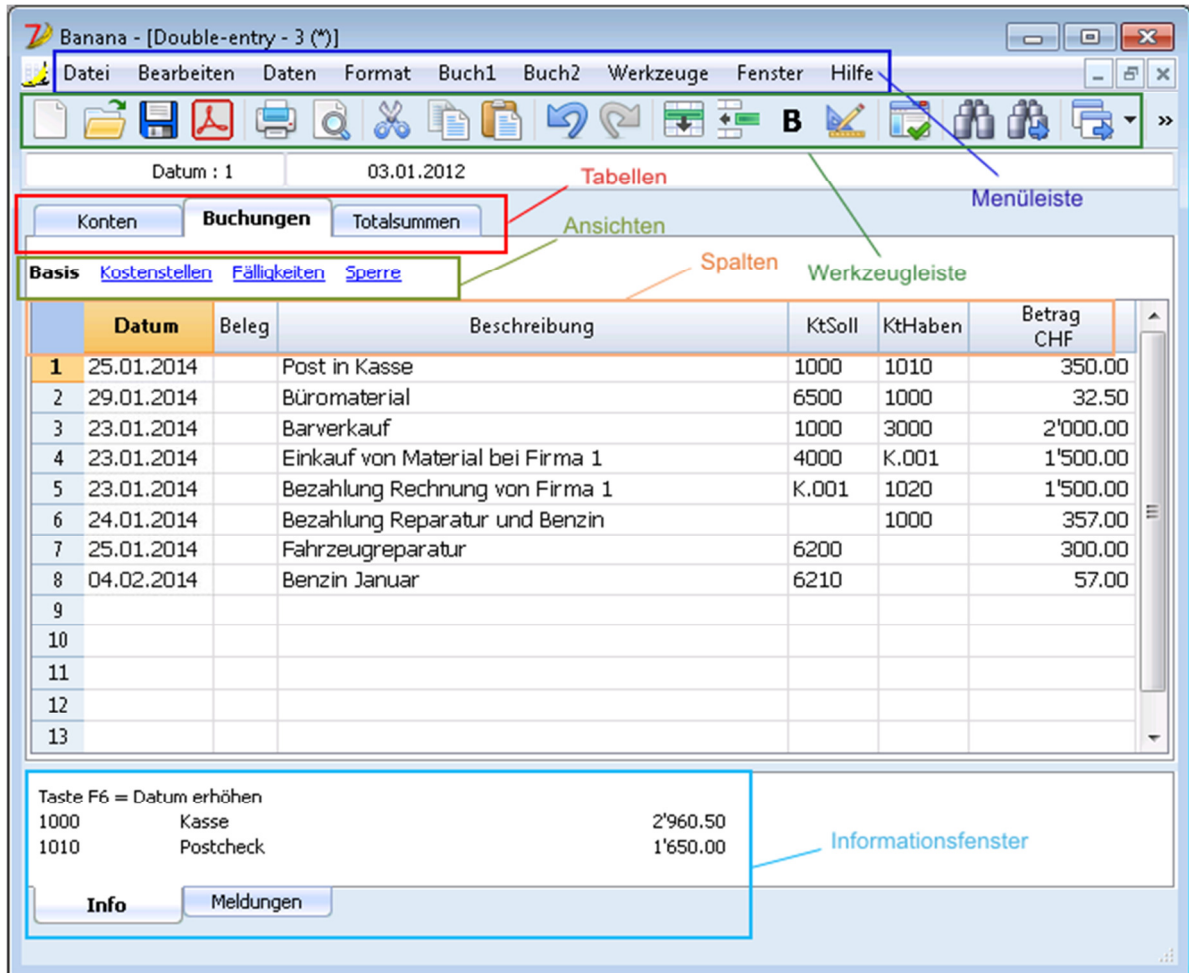 Banana - [Double-entry - 3 (*)]
Datei Bearbeiten Daten Format Buch1 Buch2 Werkzeuge Fenster Hilfe
B »
Datum : 1 03.01.2012
Tabellen
Menüleiste
Konten Buchungen Totalsummen
Ansichten
Spalten
Werkzeugleiste
Basis Kostenstellen Fälligkeiten Sperre
Datum Beleg Beschreibung KtSoll KtHaben Betrag
CHF
1 25.01.2014 Post in Kasse 1000 1010 350.00
2 29.01.2014 Büromaterial 6500 1000 32.50
3 23.01.2014 Barverkauf 1000 3000 2'000.00
4 23.01.2014 Einkauf von Material bei Firma 1 4000 K.001 1'500.00
5 23.01.2014 Bezahlung Rechnung von Firma 1 K.001 1020 1'500.00
6 24.01.2014 Bezahlung Reparatur und Benzin 1000 357.00
7 25.01.2014 Fahrzeugreparatur 6200 300.00
8 04.02.2014 Benzin Januar 6210 57.00
9
10
11
12
13
Taste F6 = Datum erhöhen
1000 Kasse 2'960.50
1010 Postcheck 1'650.00
Informationsfenster
Info Meldungen